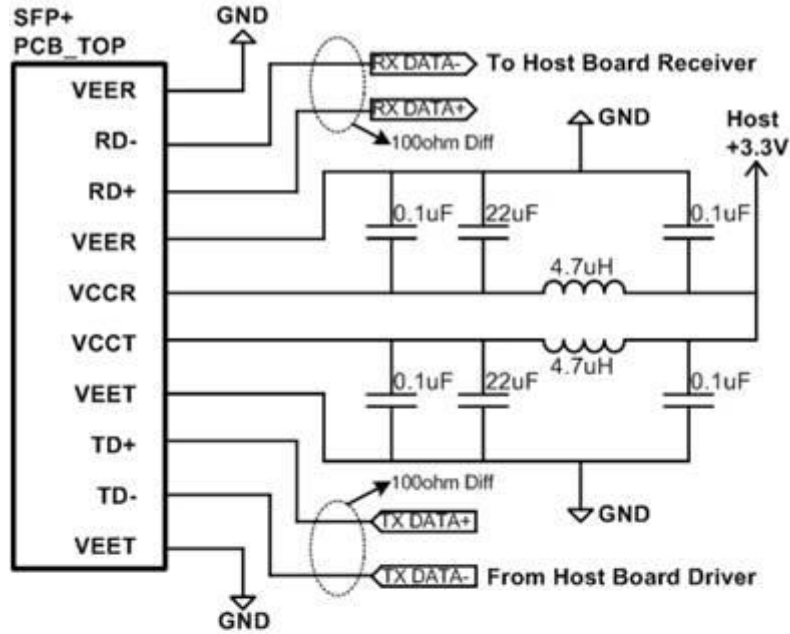 SFP+
PCB_TOP
GND
VEER
RD-
RD+
VEER
VCCR
VCCT
VEET
TD+
TD-
VEET
GND
RX DATA- To Host Board Receiver
RX DATA+
100ohm Diff
GND
Host
+3.3V
0.1uF 22uF 0.1uF
4.7uH
4.7uH
0.1uF 22uF 0.1uF
100ohm Diff
TX DATA+
GND
TX DATA- From Host Board Driver